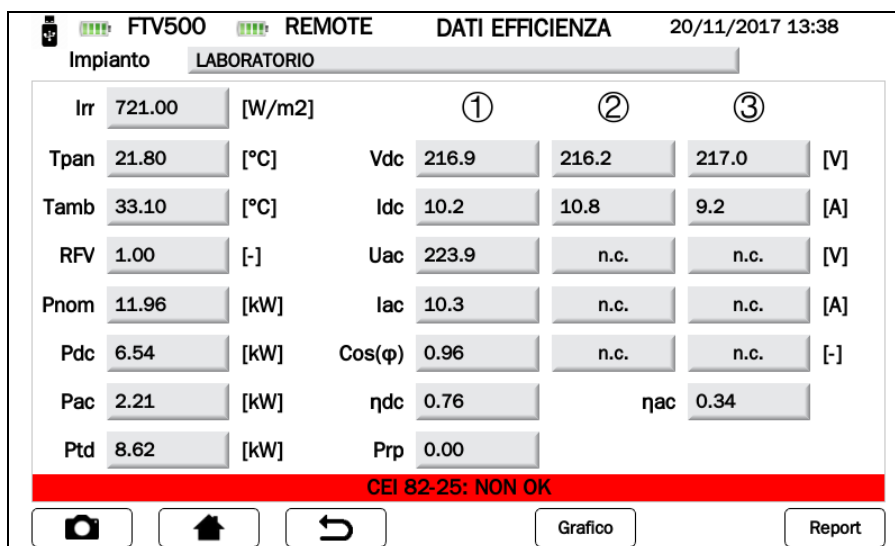 FTV500 REMOTE DATI EFFICIENZA 20/11/2017 13:38
Impianto LABORATORIO
Irr 721.00 [W/m2] ① ② ③
Tpan 21.80 [°C] Vdc 216.9 216.2 217.0 [V]
Tamb 33.10 [°C] Idc 10.2 10.8 9.2 [A]
RFV 1.00 [-] Uac 223.9 n.c. n.c. [V]
Pnom 11.96 [kW] Iac 10.3 n.c. n.c. [A]
Pdc 6.54 [kW] Cos(φ) 0.96 n.c. n.c. [-]
Pac 2.21 [kW] ηdc 0.76 ηac 0.34
Ptd 8.62 [kW] Prp 0.00
CEI 82-25: NON OK
Grafico Report